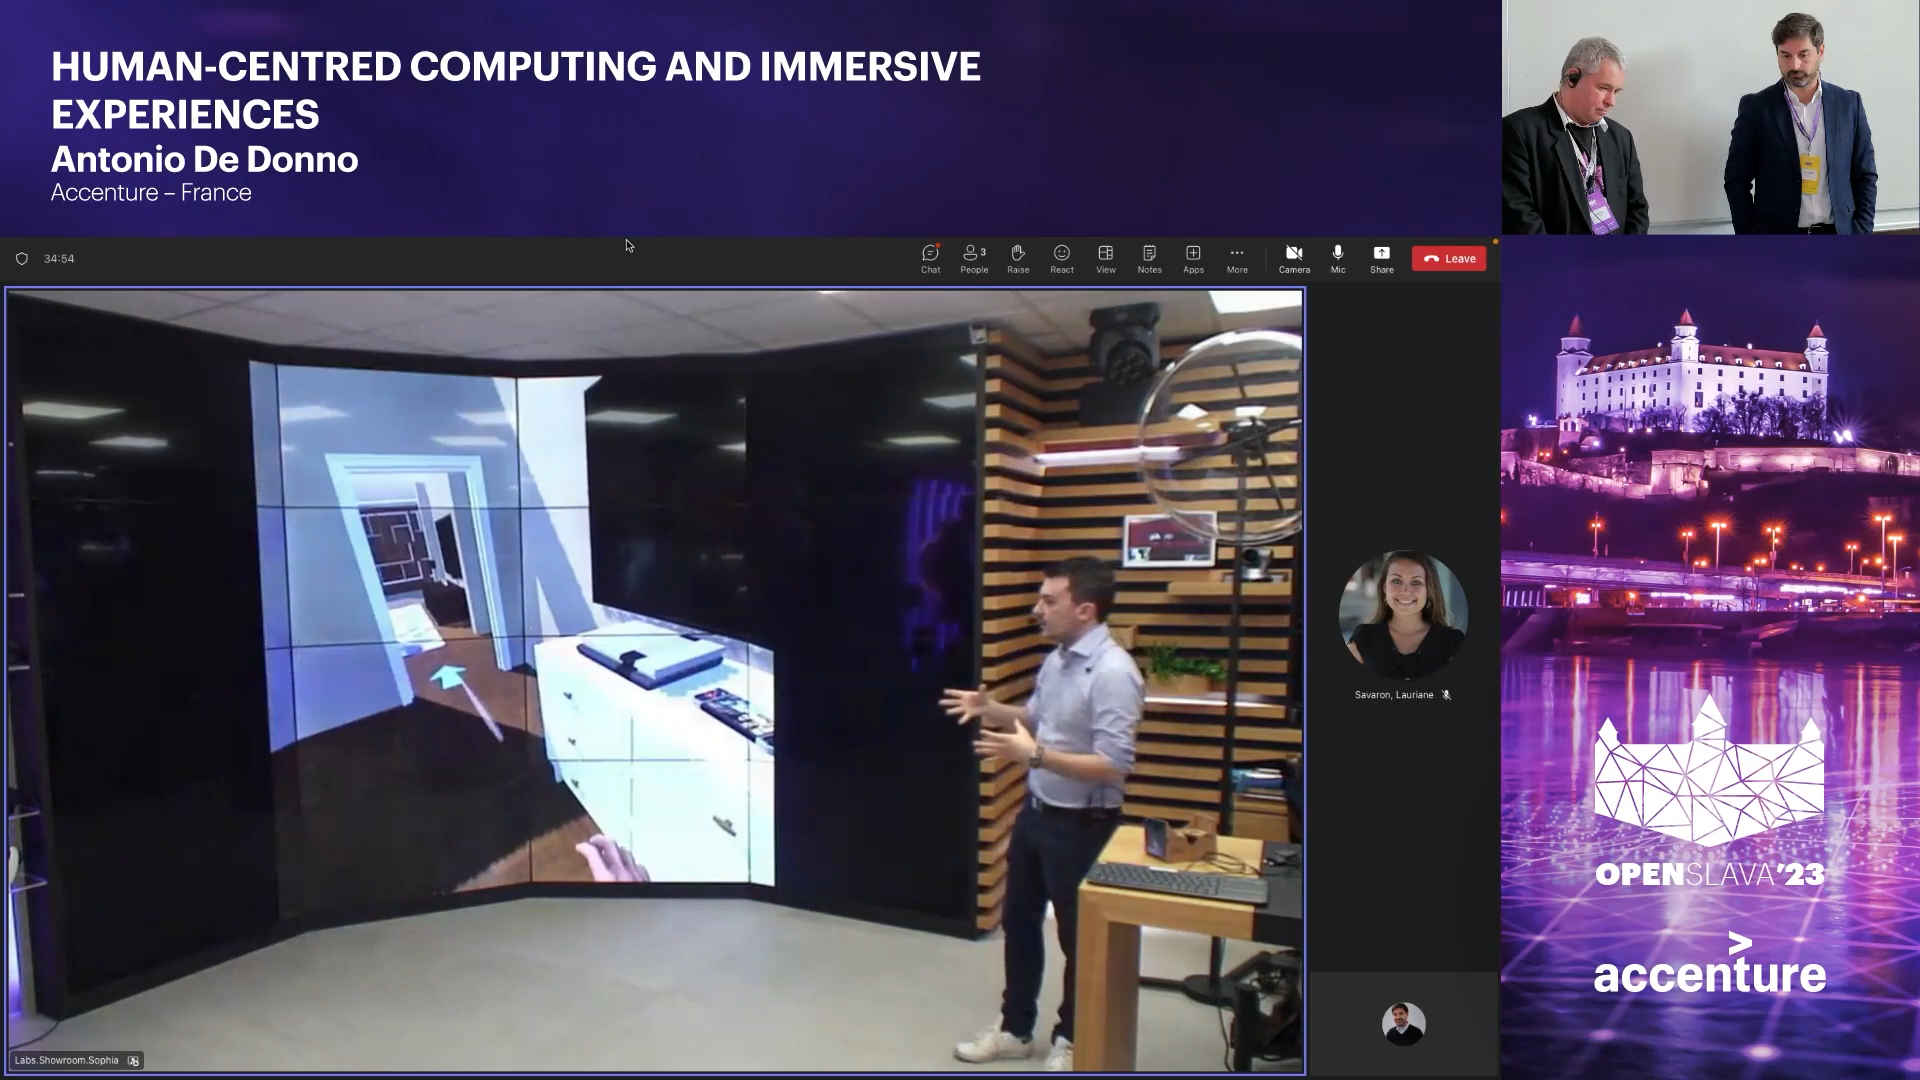 HUMAN-CENTRED COMPUTING AND IMMERSIVE
EXPERIENCES
Antonio De Donno
Accenture – France
34:54
Chat
3
People
Raise
React
View
Notes
Apps
More
Camera
Mic
Share
Leave
Savaron, Lauriane
Labs.Showroom.Sophia
OPENSLAVA'23
>
accenture